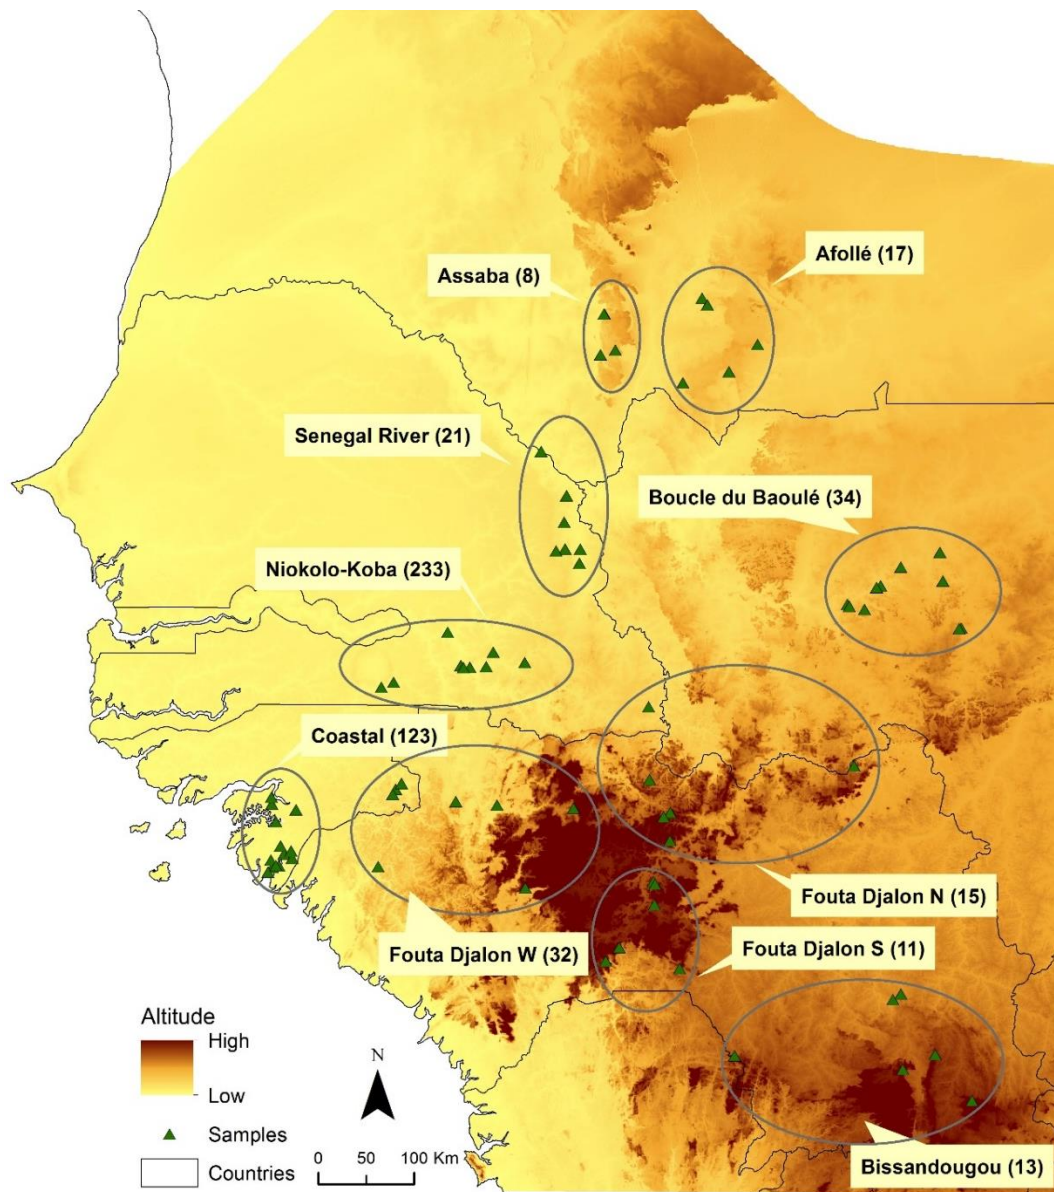 Afollé (17)
Assaba (8)
Senegal River (21)
Boucle du Baoulé (34)
Niokolo-Koba (233)
Coastal (123)
Fouta Djalon N (15)
Fouta Djalon W (32)
Fouta Djalon S (11)
Altitude
High
Low
Samples
Countries
N
0 50 100 Km
Bissandougou (13)